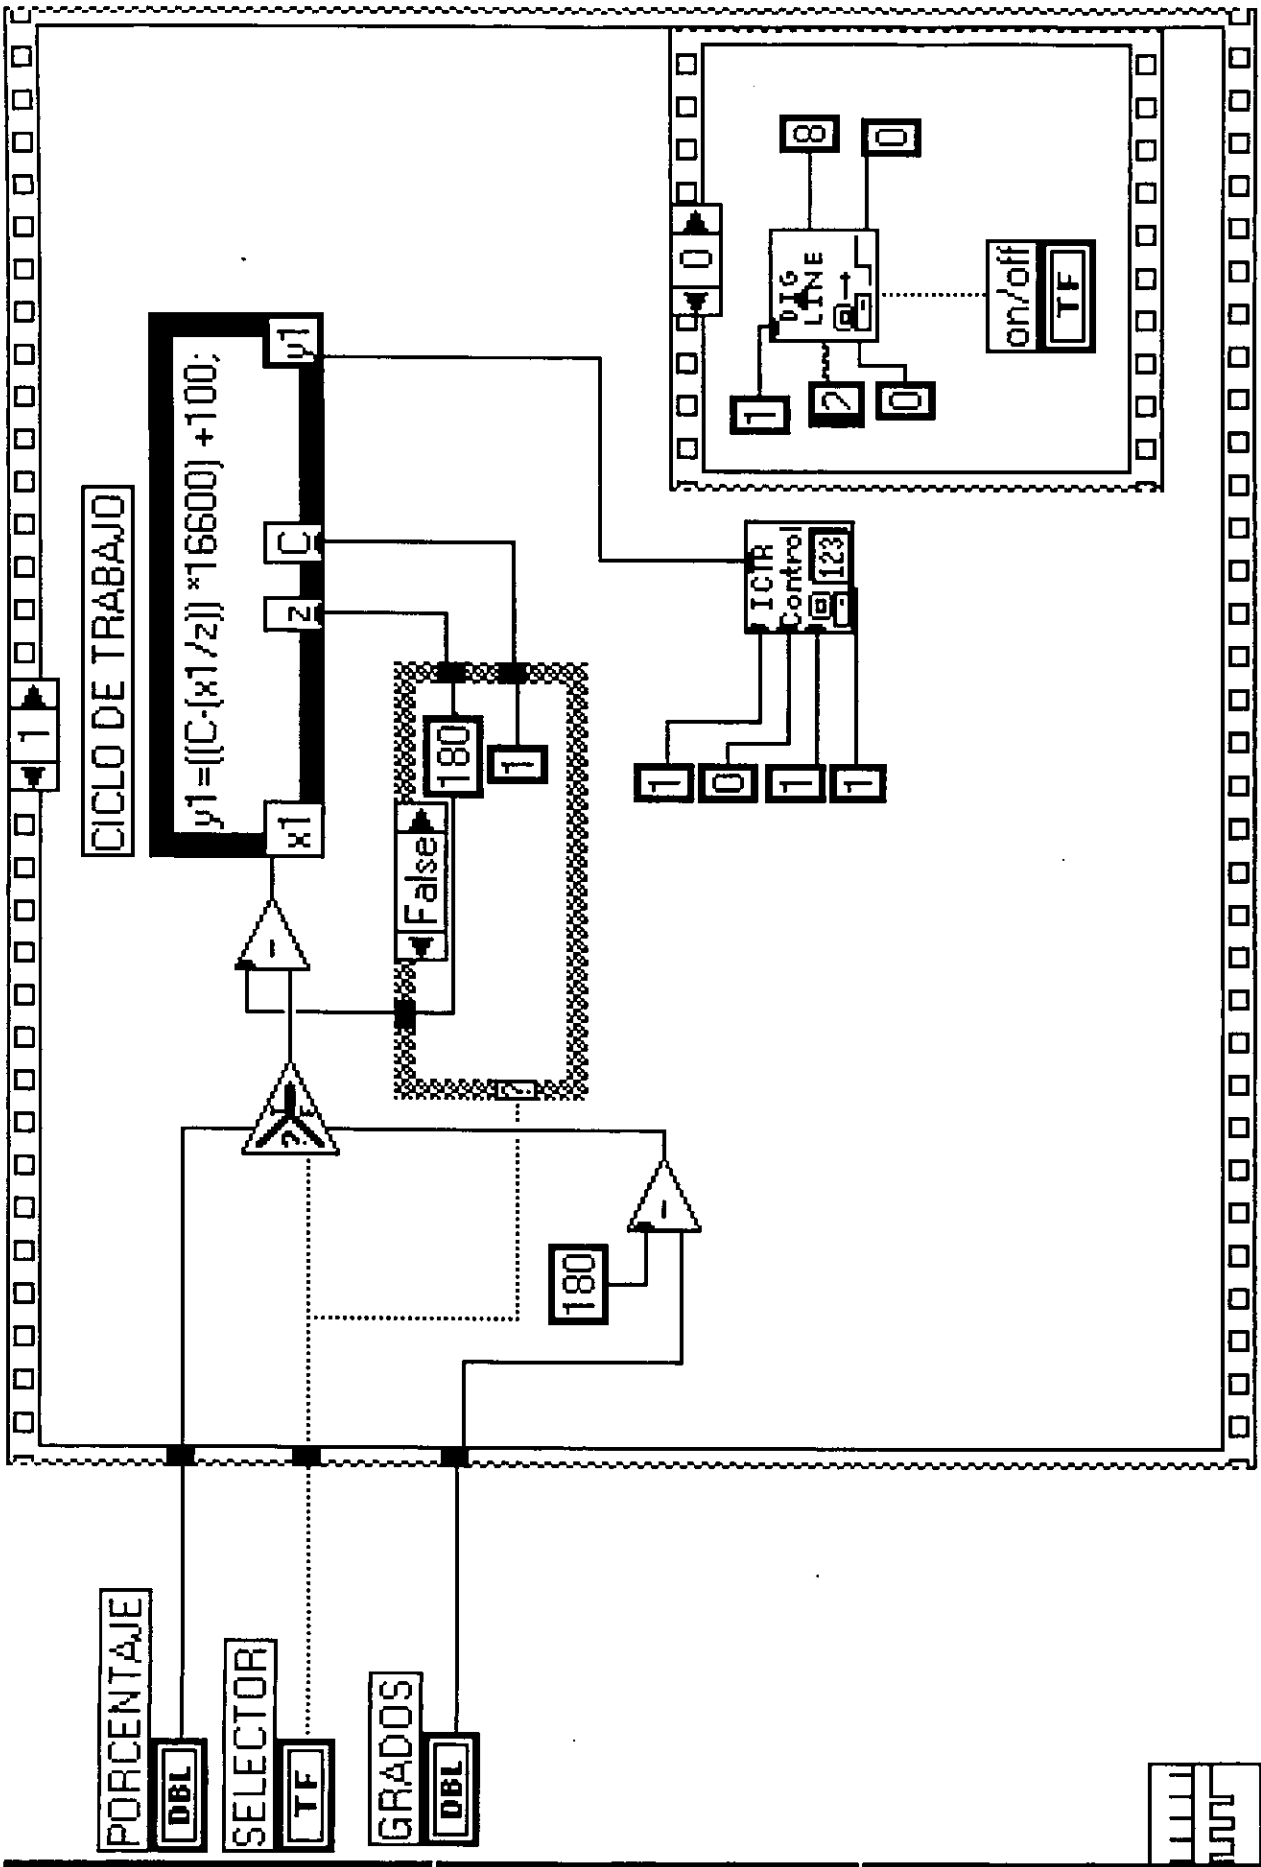 1
CICLO DE TRABAJO
y1=((C-(x1/z)) *16600) +100;
x1
z
C
y1
PORCENTAJE
DBL
SELECTOR
TF
GRADOS
DBL
? T F
-
False
180
1
?
180
-
1
0
1
1
ICTR
Control
123
0
1
2
0
DIG
LINE
8
0
on/off
TF